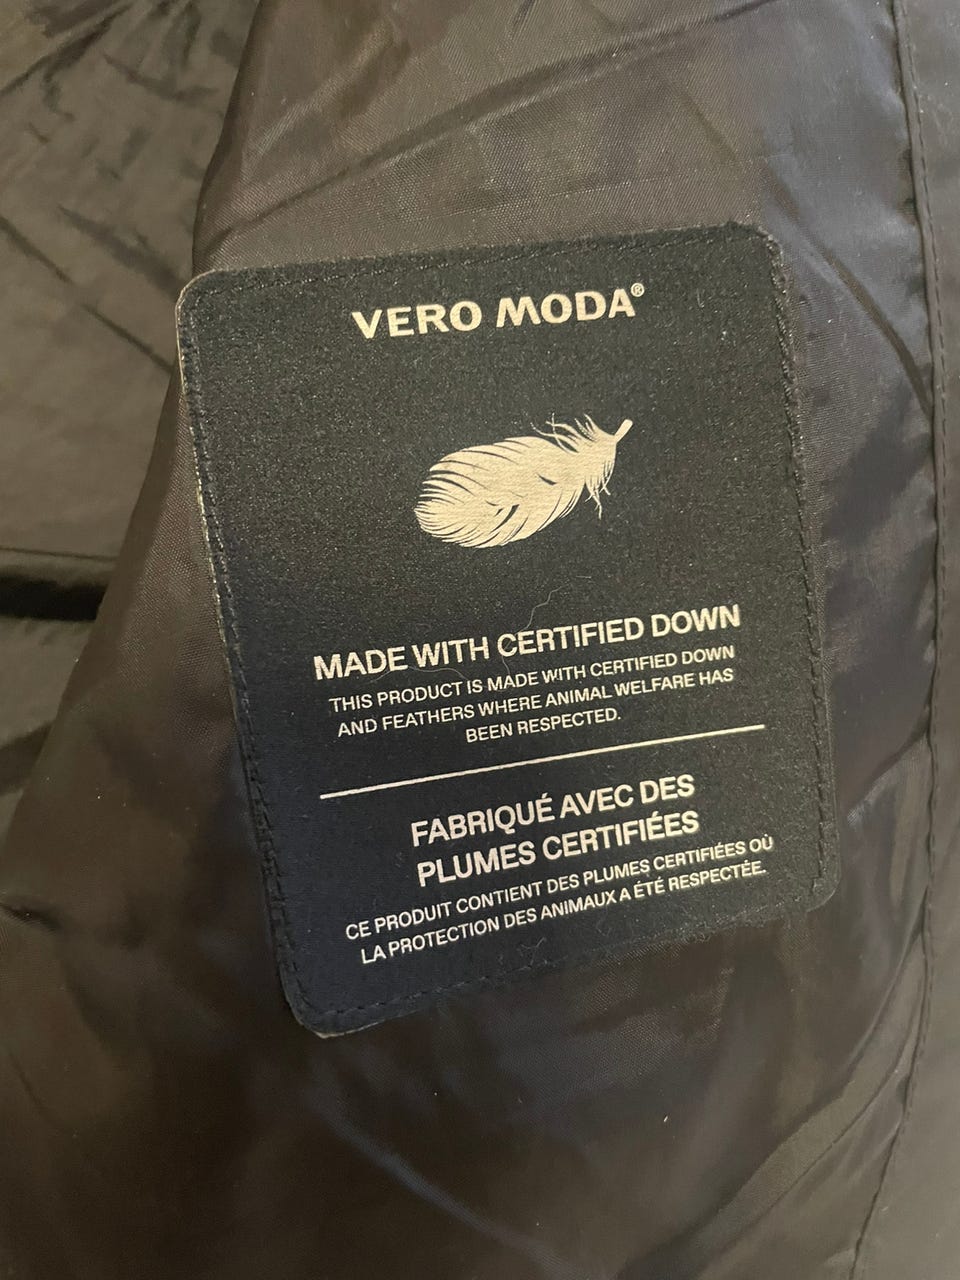 VERO MODA®
MADE WITH CERTIFIED DOWN
THIS PRODUCT IS MADE WITH CERTIFIED DOWN
AND FEATHERS WHERE ANIMAL WELFARE HAS
BEEN RESPECTED.
FABRIQUÉ AVEC DES
PLUMES CERTIFIÉES
CE PRODUIT CONTIENT DES PLUMES CERTIFIÉES OÙ
LA PROTECTION DES ANIMAUX A ÉTÉ RESPECTÉE.